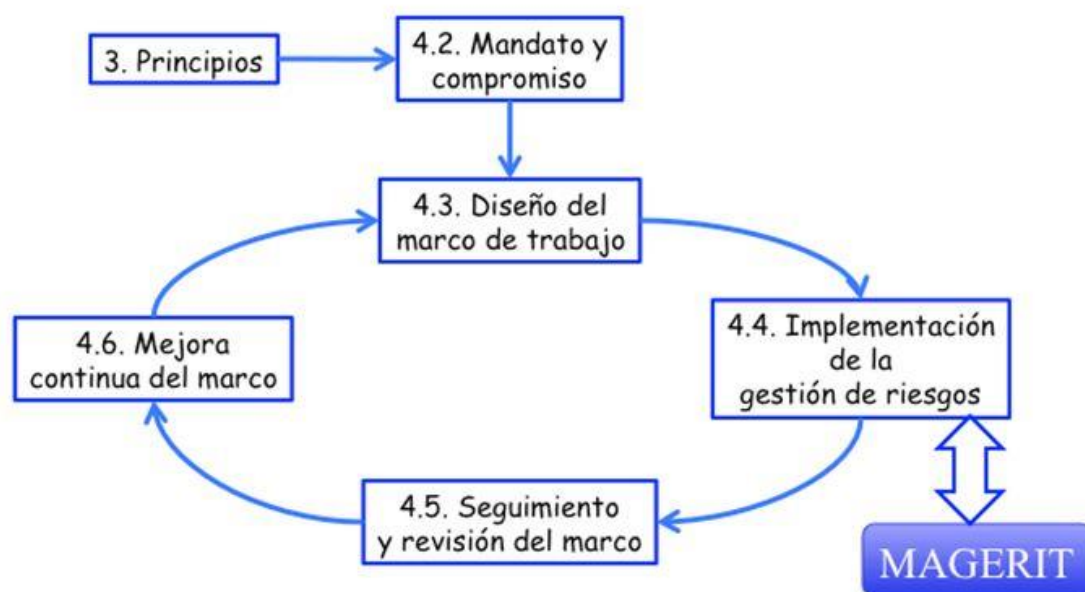 3. Principios
4.2. Mandato y
compromiso
4.3. Diseño del
marco de trabajo
4.4. Implementación
de la
gestión de riesgos
4.6. Mejora
continua del marco
4.5. Seguimiento
y revisión del marco
MAGERIT